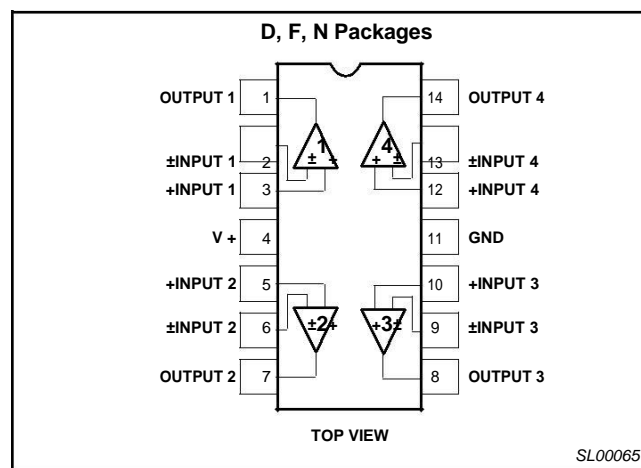 D, F, N Packages
OUTPUT 1 1 14 OUTPUT 4
1 4
± + + ±
±INPUT 1 2 13 ±INPUT 4
+INPUT 1 3 12 +INPUT 4
V + 4 11 GND
+INPUT 2 5 10 +INPUT 3
±2+ +3±
±INPUT 2 6 9 ±INPUT 3
OUTPUT 2 7 8 OUTPUT 3
TOP VIEW
SL00065